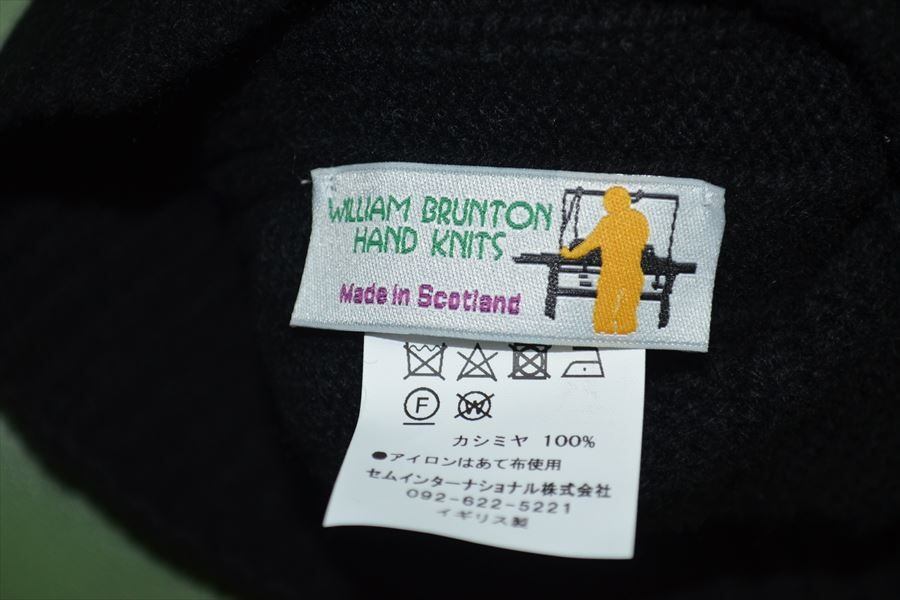 WILLIAM BRUNTON
HAND KNITS
Made in Scotland
F
W
カシミヤ 100%
●アイロンはあて布使用
セムインターナショナル株式会社
092-622-5221
イギリス製